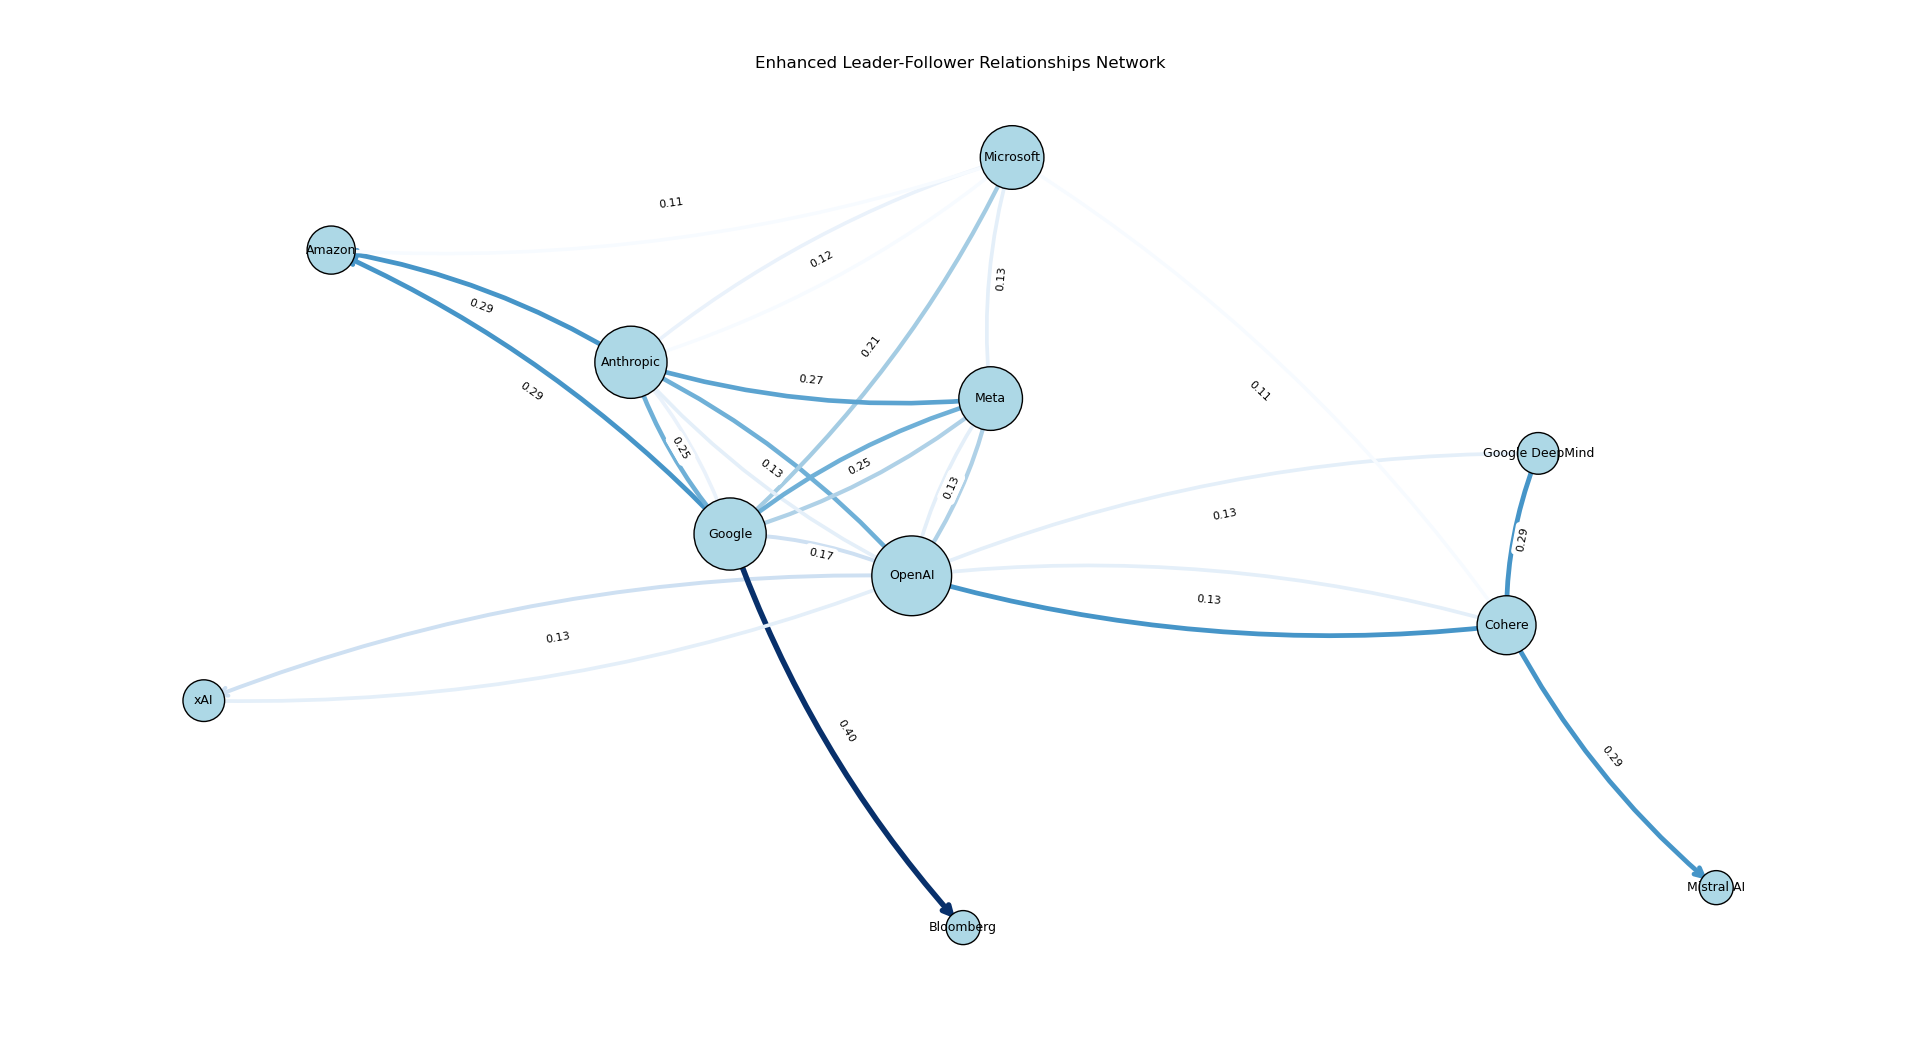 Enhanced Leader-Follower Relationships Network
Microsoft
0.11
Amazon
0.12
0.13
0.29
0.21
Anthropic
0.27
0.29
Meta
0.11
0.25
0.13
0.25
0.13
Google DeepMind
0.13
Google
0.17
0.29
OpenAI
0.13
Cohere
0.13
xAI
0.40
0.29
Mistral AI
Bloomberg